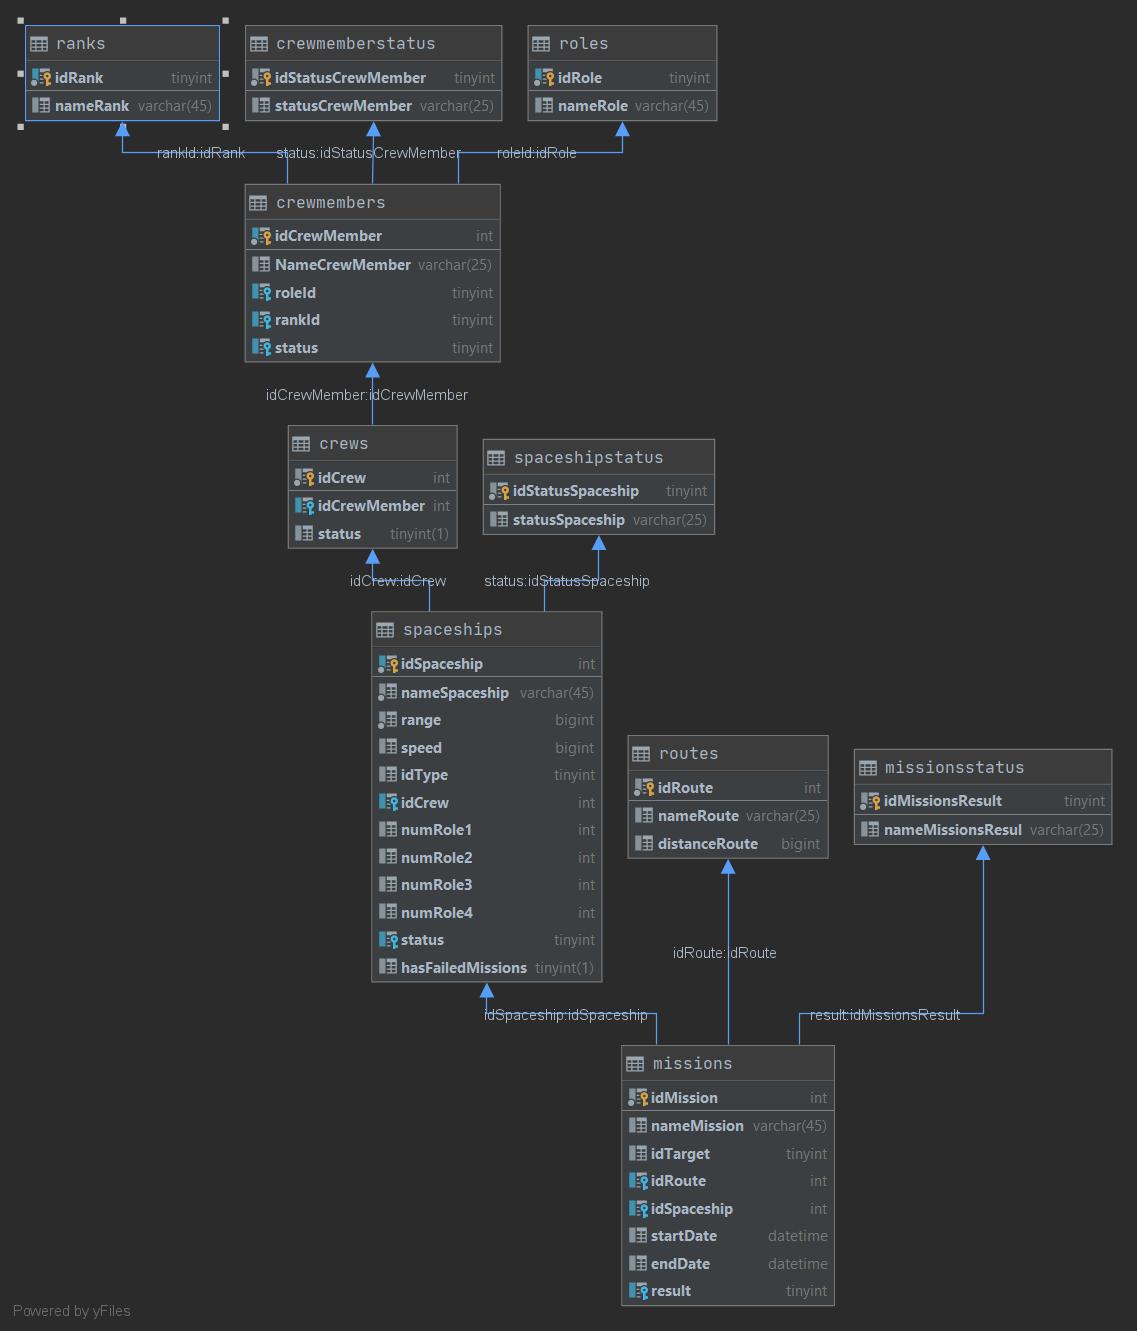 ranks
idRank tinyint
nameRank varchar(45)
crewmemberstatus
idStatusCrewMember tinyint
statusCrewMember varchar(25)
roles
idRole tinyint
nameRole varchar(45)
rankId:idRank
status:idStatusCrewMember
roleId:idRole
crewmembers
idCrewMember int
NameCrewMember varchar(25)
roleId tinyint
rankId tinyint
status tinyint
idCrewMember:idCrewMember
crews
idCrew int
idCrewMember int
status tinyint(1)
spaceshipstatus
idStatusSpaceship tinyint
statusSpaceship varchar(25)
idCrew:idCrew
status:idStatusSpaceship
spaceships
idSpaceship int
nameSpaceship varchar(45)
range bigint
speed bigint
idType tinyint
idCrew int
numRole1 int
numRole2 int
numRole3 int
numRole4 int
status tinyint
hasFailedMissions tinyint(1)
routes
idRoute int
nameRoute varchar(25)
distanceRoute bigint
missionsstatus
idMissionsResult tinyint
nameMissionsResul varchar(25)
idRoute:idRoute
idSpaceship:idSpaceship
result:idMissionsResult
missions
idMission int
nameMission varchar(45)
idTarget tinyint
idRoute int
idSpaceship int
startDate datetime
endDate datetime
result tinyint
Powered by yFiles